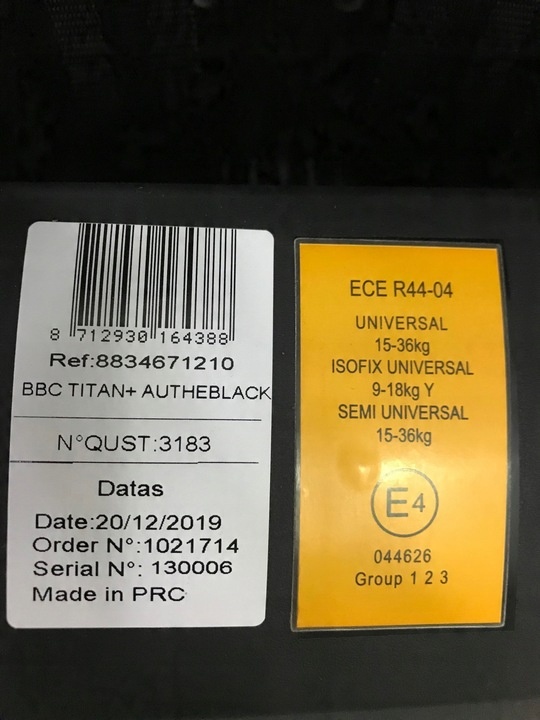 8 712930 164388
Ref:8834671210
BBC TITAN+ AUTHEBLACK
N°QUST:3183
Datas
Date:20/12/2019
Order N°:1021714
Serial N°: 130006
Made in PRC
ECE R44-04
UNIVERSAL
15-36kg
ISOFIX UNIVERSAL
9-18kg Y
SEMI UNIVERSAL
15-36kg
E4
044626
Group 1 2 3